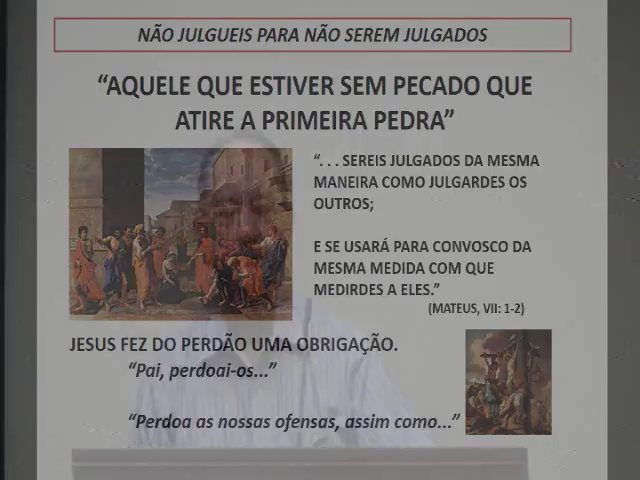 NÃO JULGUEIS PARA NÃO SEREM JULGADOS
“AQUELE QUE ESTIVER SEM PECADO QUE
ATIRE A PRIMEIRA PEDRA”
“. . . SEREIS JULGADOS DA MESMA
MANEIRA COMO JULGARDES OS
OUTROS;
E SE USARÁ PARA CONVOSCO DA
MESMA MEDIDA COM QUE
MEDIRDES A ELES.”
(MATEUS, VII: 1-2)
JESUS FEZ DO PERDÃO UMA OBRIGAÇÃO.
“Pai, perdoai-os...”
“Perdoa as nossas ofensas, assim como...”